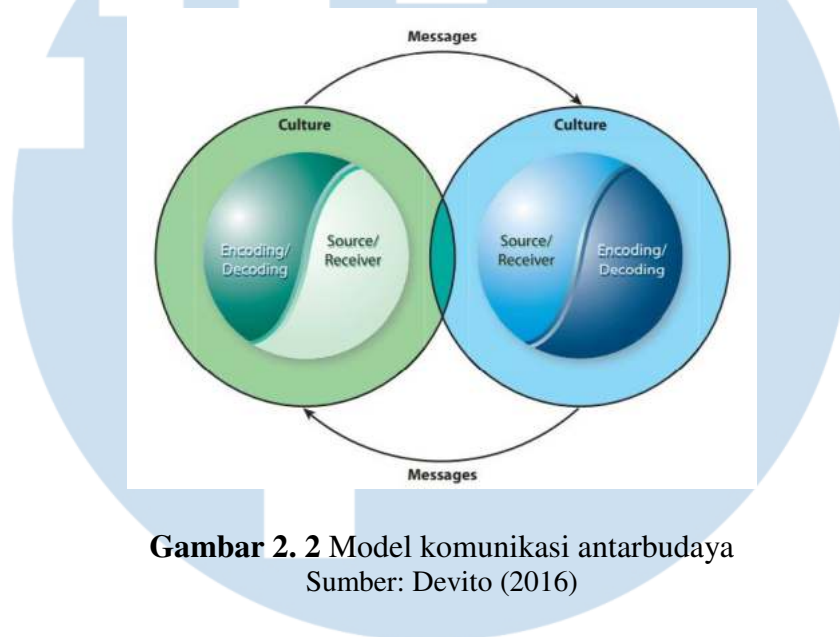 Messages
Culture
Culture
Encoding/
Decoding
Source/
Receiver
Source/
Receiver
Encoding/
Decoding
Messages
Gambar 2. 2 Model komunikasi antarbudaya
Sumber: Devito (2016)